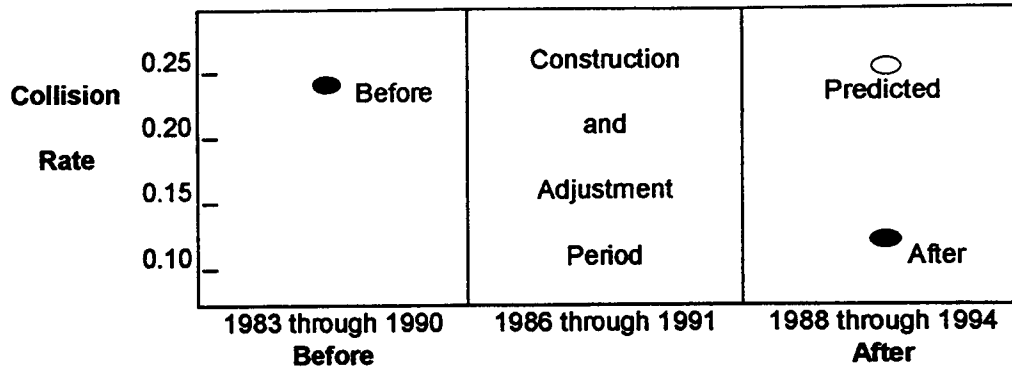 Collision
Rate
0.25
0.20
0.15
0.10
Before
Construction
and
Adjustment
Period
Predicted
After
1983 through 1990
Before
1986 through 1991
1988 through 1994
After